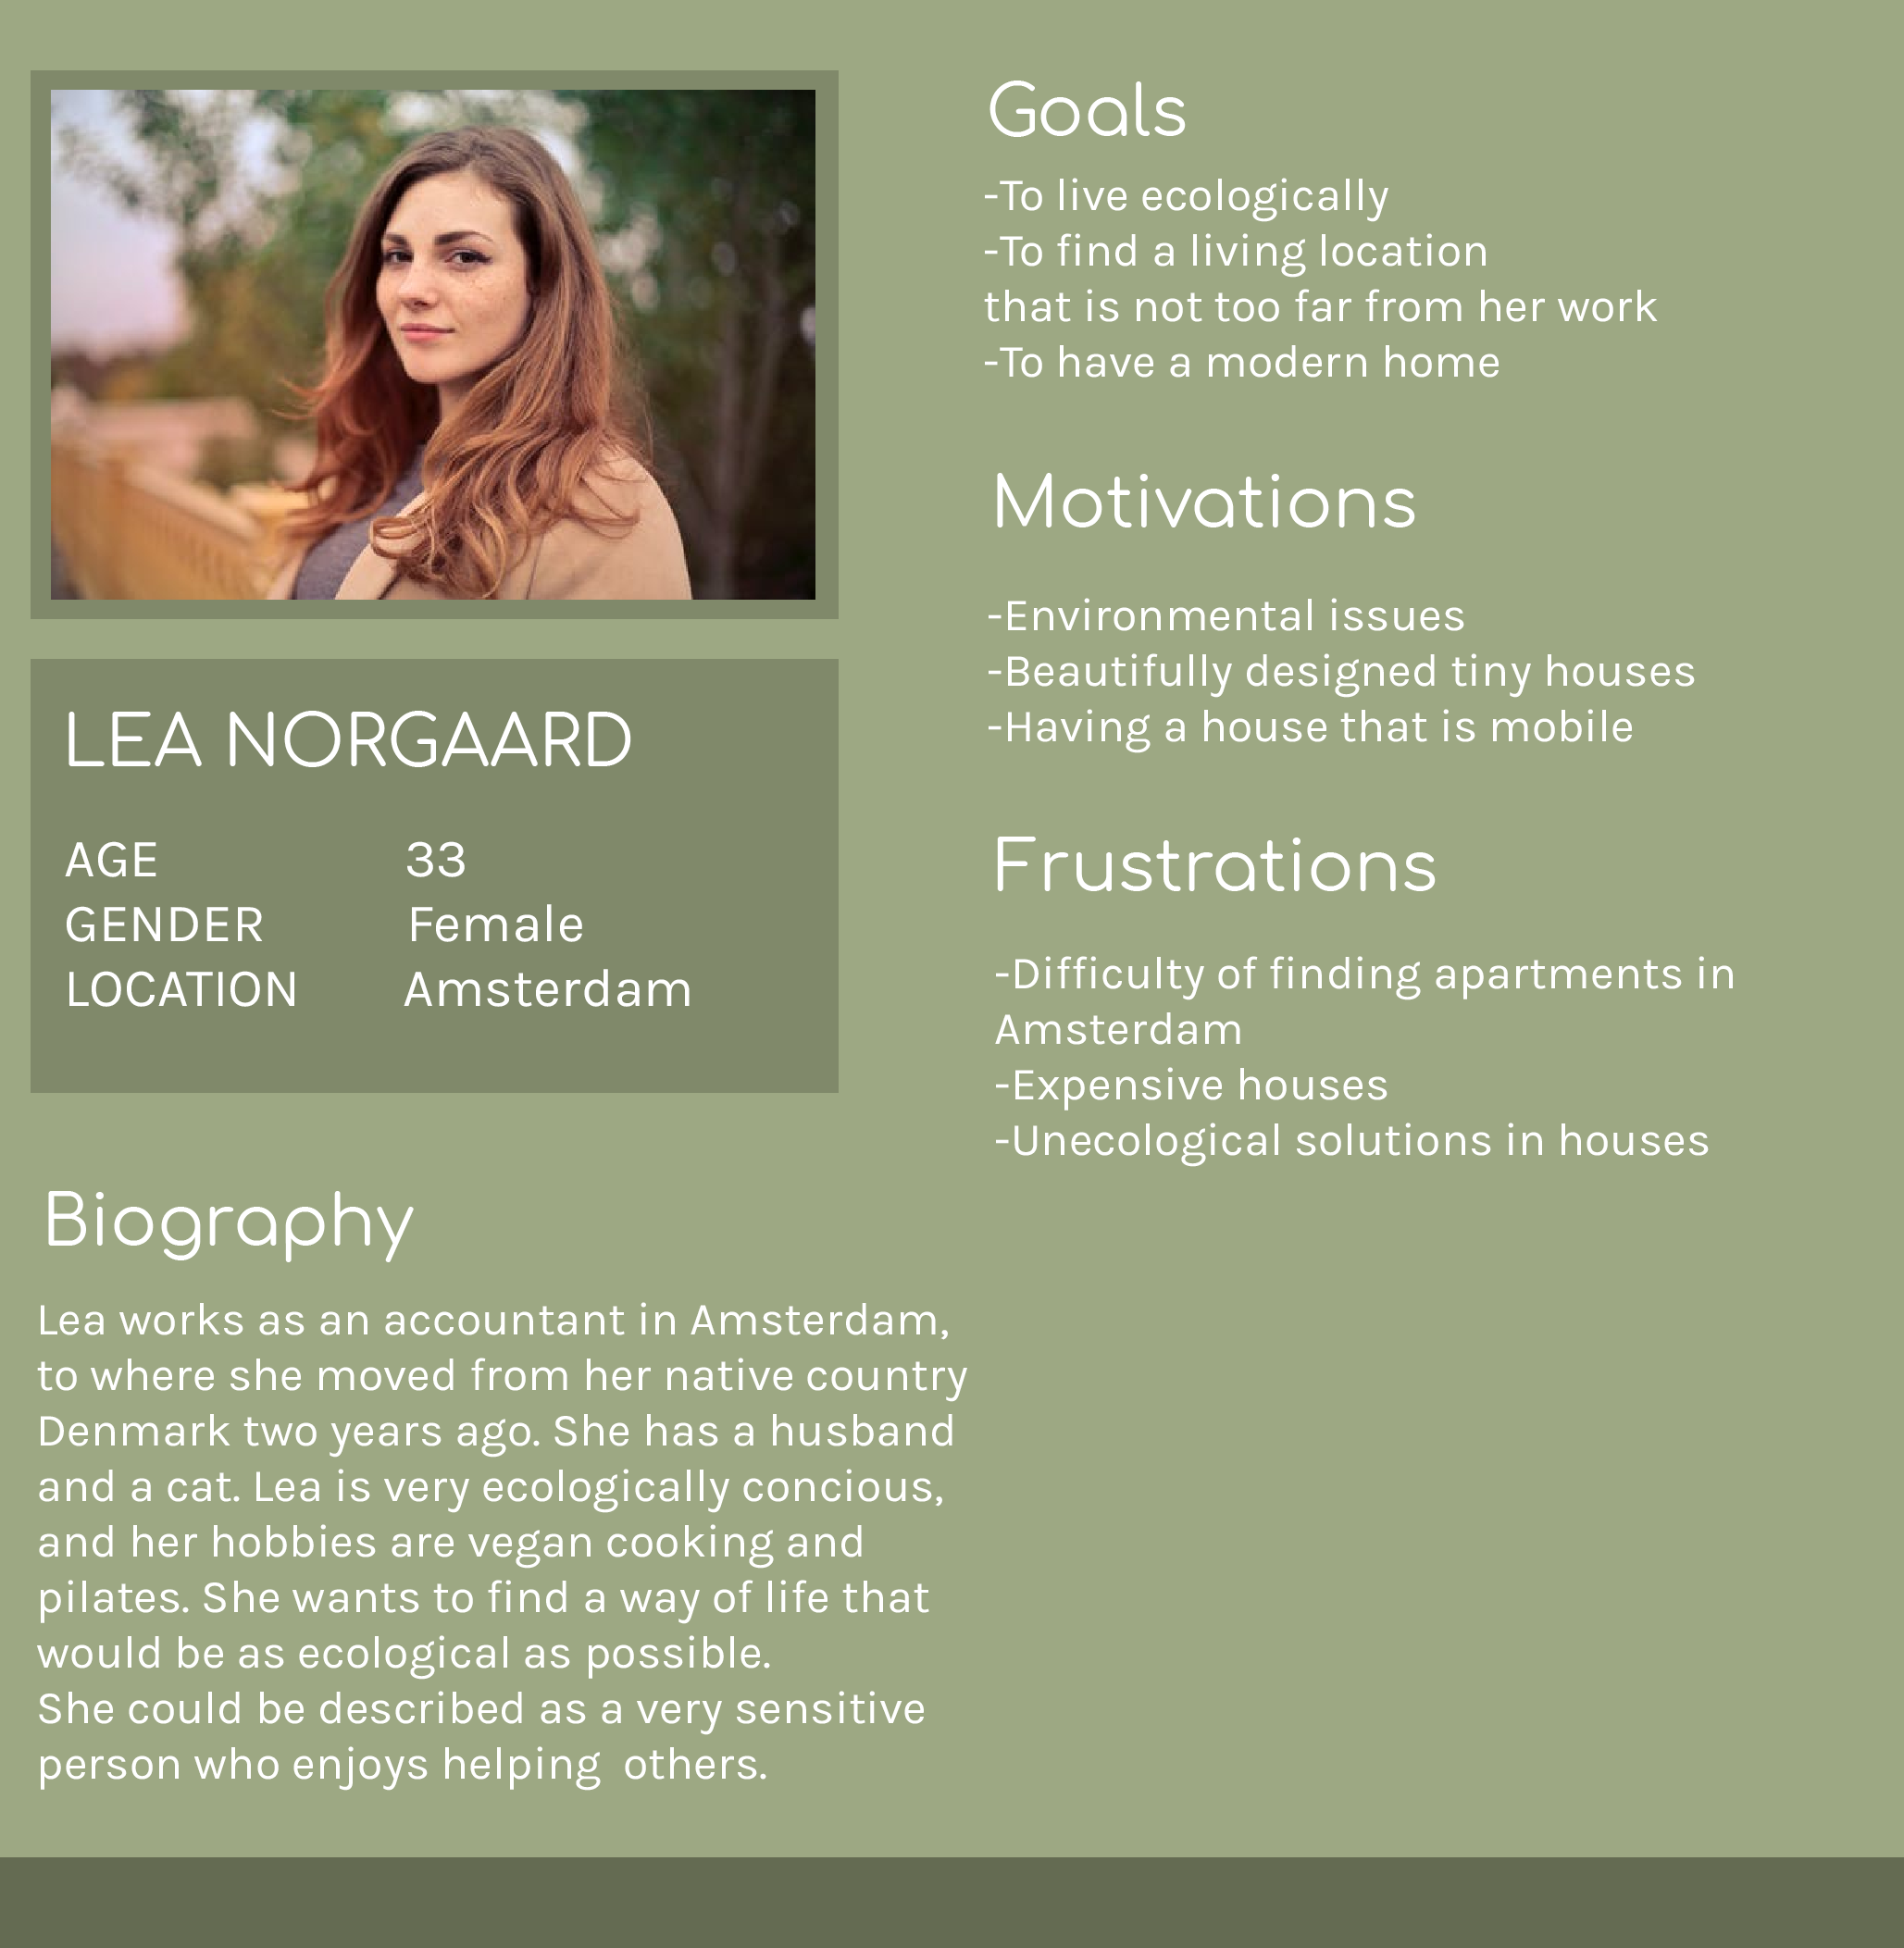 LEA NORGAARD
AGE 33
GENDER Female
LOCATION Amsterdam
Biography
Lea works as an accountant in Amsterdam,
to where she moved from her native country
Denmark two years ago. She has a husband
and a cat. Lea is very ecologically concious,
and her hobbies are vegan cooking and
pilates. She wants to find a way of life that
would be as ecological as possible.
She could be described as a very sensitive
person who enjoys helping  others.
Goals
-To live ecologically
-To find a living location
that is not too far from her work
-To have a modern home
Motivations
-Environmental issues
-Beautifully designed tiny houses
-Having a house that is mobile
Frustrations
-Difficulty of finding apartments in
Amsterdam
-Expensive houses
-Unecological solutions in houses